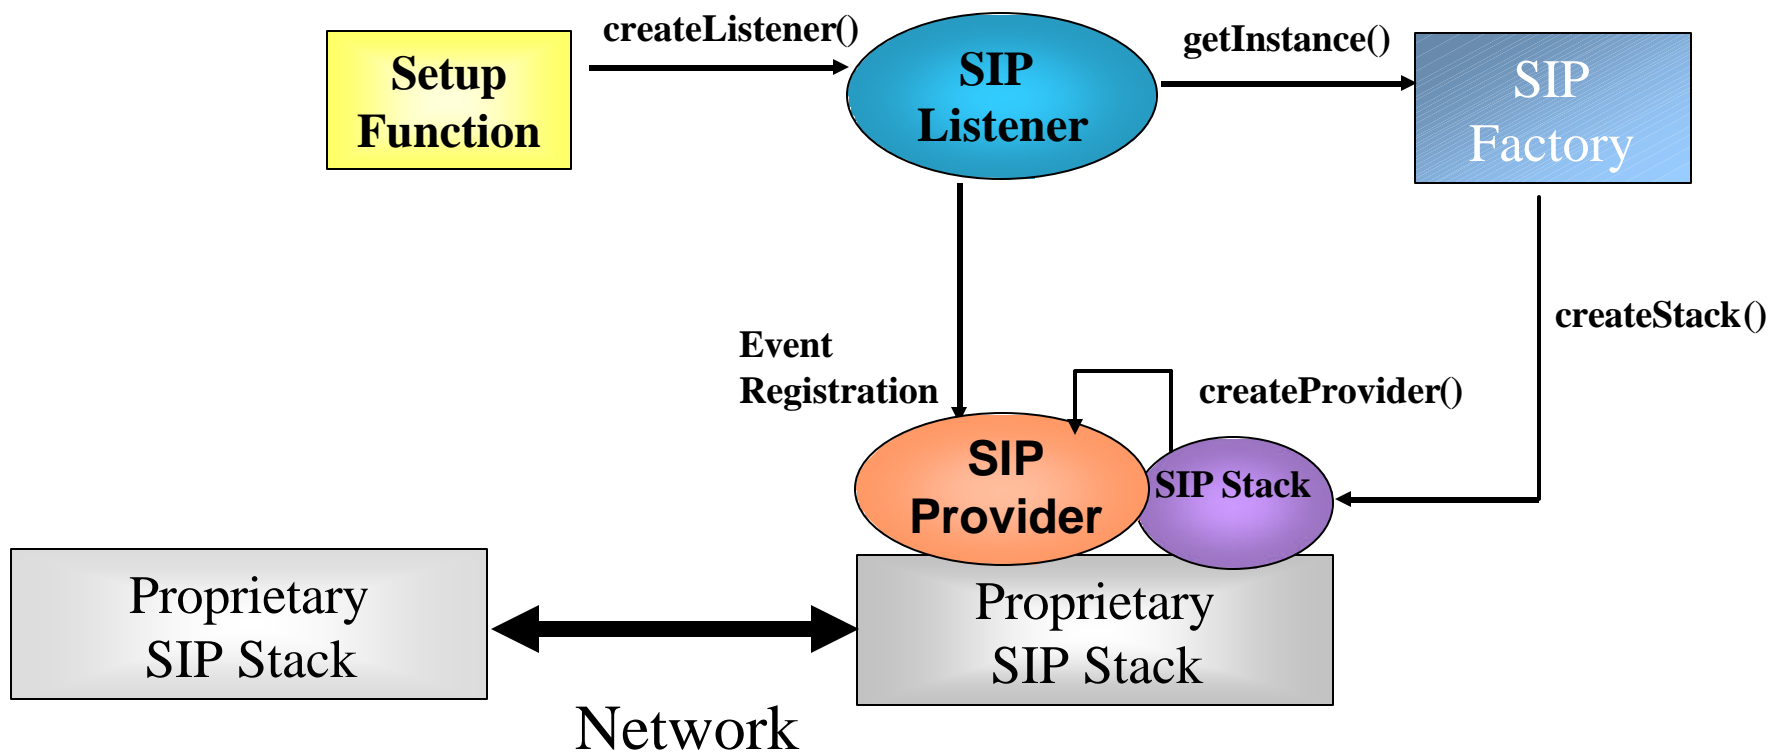 createListener()
Setup
Function
SIP
Listener
getInstance()
SIP
Factory
createStack()
Event
Registration
createProvider()
SIP
Provider
SIP Stack
Proprietary
SIP Stack
Proprietary
SIP Stack
Network